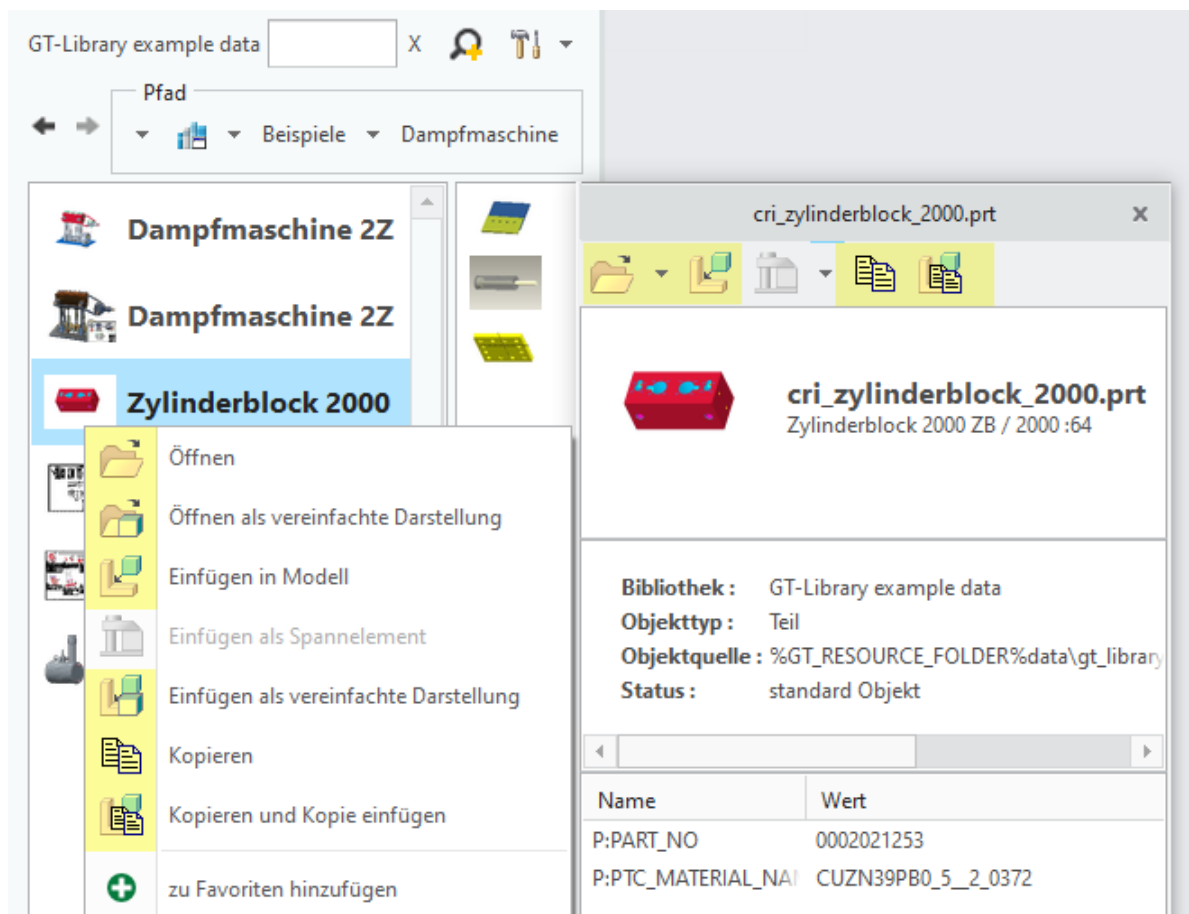 GT-Library example data X
Pfad
Beispiele Dampfmaschine
Dampfmaschine 2Z
Dampfmaschine 2Z
Zylinderblock 2000
Öffnen
Öffnen als vereinfachte Darstellung
Einfügen in Modell
Einfügen als Spannelement
Einfügen als vereinfachte Darstellung
Kopieren
Kopieren und Kopie einfügen
zu Favoriten hinzufügen
cri_zylinderblock_2000.prt ×
cri_zylinderblock_2000.prt
Zylinderblock 2000 ZB / 2000 :64
Bibliothek : GT-Library example data
Objekttyp : Teil
Objektquelle : %GT_RESOURCE_FOLDER%data\gt_library
Status : standard Objekt
Name Wert
P:PART_NO 0002021253
P:PTC_MATERIAL_NA CUZN39PB0_5__2_0372